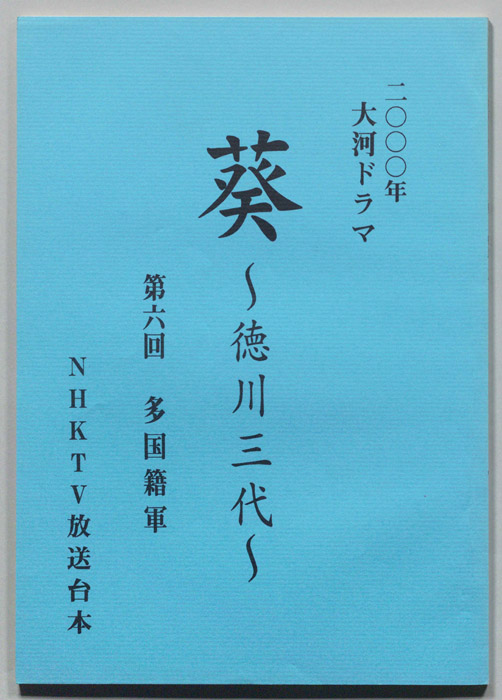 二〇〇〇年
大河ドラマ
葵
〜徳川三代〜
第六回 多国籍軍
NHKTV放送台本